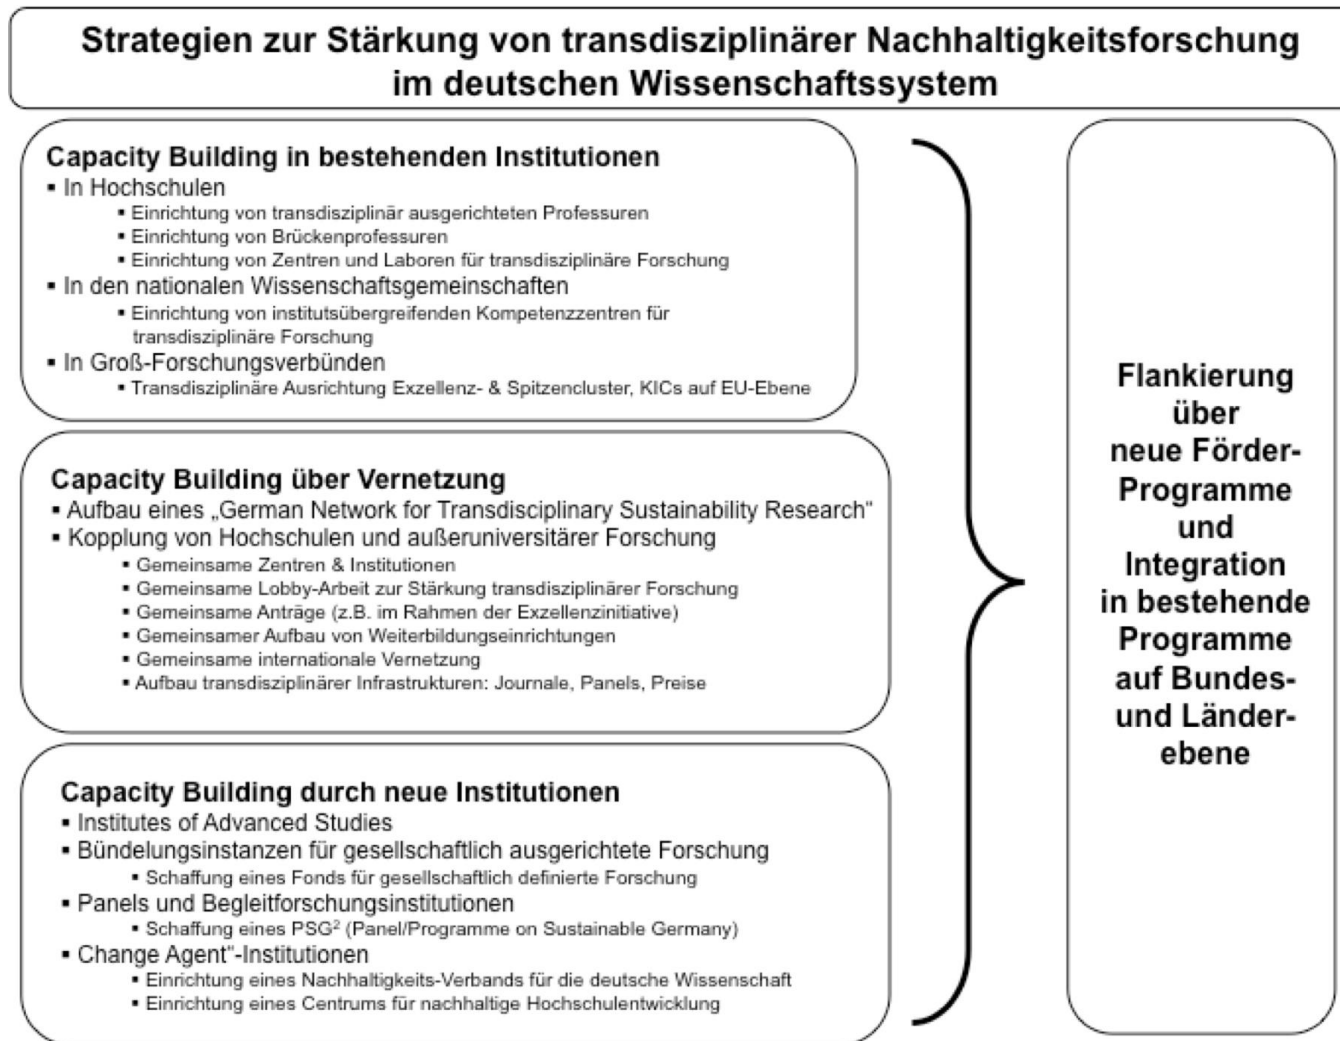 Strategien zur Stärkung von transdisziplinärer Nachhaltigkeitsforschung
im deutschen Wissenschaftssystem
Capacity Building in bestehenden Institutionen
▪ In Hochschulen
▪ Einrichtung von transdisziplinär ausgerichteten Professuren
▪ Einrichtung von Brückenprofessuren
▪ Einrichtung von Zentren und Laboren für transdisziplinäre Forschung
▪ In den nationalen Wissenschaftsgemeinschaften
▪ Einrichtung von institutsübergreifenden Kompetenzzentren für
transdisziplinäre Forschung
▪ In Groß-Forschungsverbünden
▪ Transdisziplinäre Ausrichtung Exzellenz- & Spitzencluster, KICs auf EU-Ebene
Capacity Building über Vernetzung
▪ Aufbau eines „German Network for Transdisciplinary Sustainability Research“
▪ Kopplung von Hochschulen und außeruniversitärer Forschung
▪ Gemeinsame Zentren & Institutionen
▪ Gemeinsame Lobby-Arbeit zur Stärkung transdisziplinärer Forschung
▪ Gemeinsame Anträge (z.B. im Rahmen der Exzellenzinitiative)
▪ Gemeinsamer Aufbau von Weiterbildungseinrichtungen
▪ Gemeinsame internationale Vernetzung
▪ Aufbau transdisziplinärer Infrastrukturen: Journale, Panels, Preise
Capacity Building durch neue Institutionen
▪ Institutes of Advanced Studies
▪ Bündelungsinstanzen für gesellschaftlich ausgerichtete Forschung
▪ Schaffung eines Fonds für gesellschaftlich definierte Forschung
▪ Panels und Begleitforschungsinstitutionen
▪ Schaffung eines PSG² (Panel/Programme on Sustainable Germany)
▪ Change Agent“-Institutionen
▪ Einrichtung eines Nachhaltigkeits-Verbands für die deutsche Wissenschaft
▪ Einrichtung eines Centrums für nachhaltige Hochschulentwicklung
Flankierung
über
neue Förder-
Programme
und
Integration
in bestehende
Programme
auf Bundes-
und Länder-
ebene